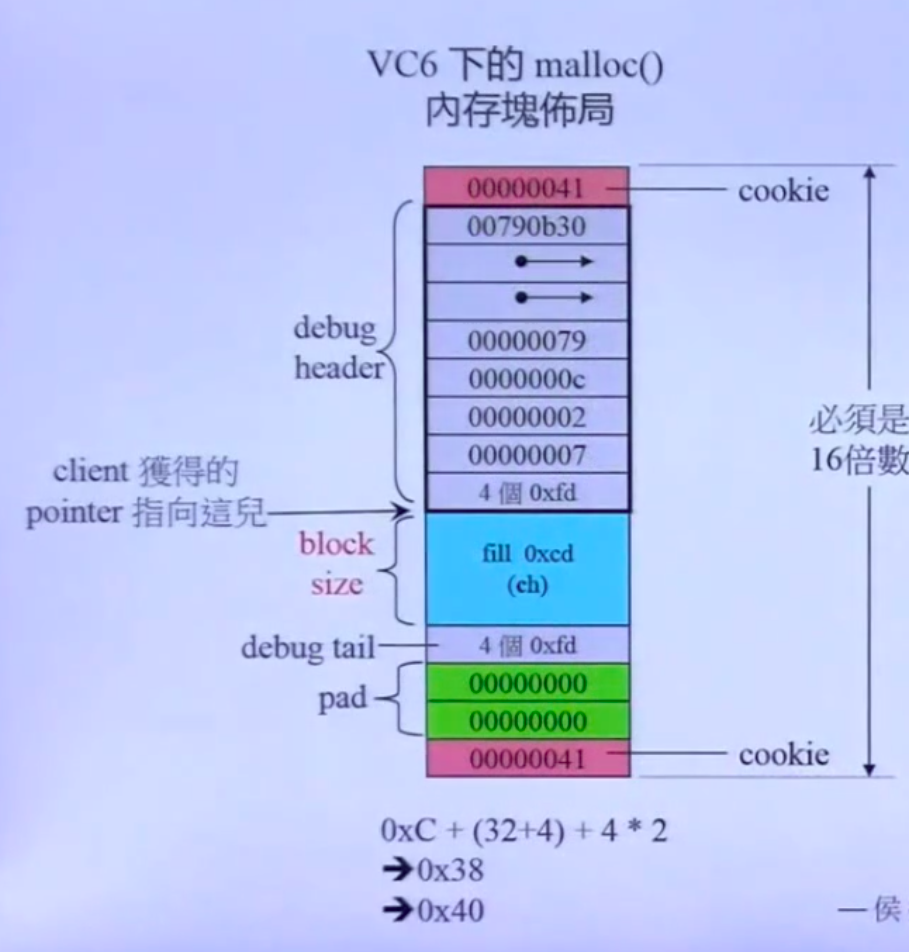 VC6 下的 malloc()
內存塊佈局
00000041
cookie
00790b30
debug
header
00000079
0000000c
00000002
00000007
4 個 0xfd
client 獲得的
pointer 指向這兒
block
size
fill 0xcd
(ch)
debug tail
4 個 0xfd
pad
00000000
00000000
00000041
cookie
必須是
16倍數
0xC + (32+4) + 4 * 2
➔0x38
➔0x40
—侯